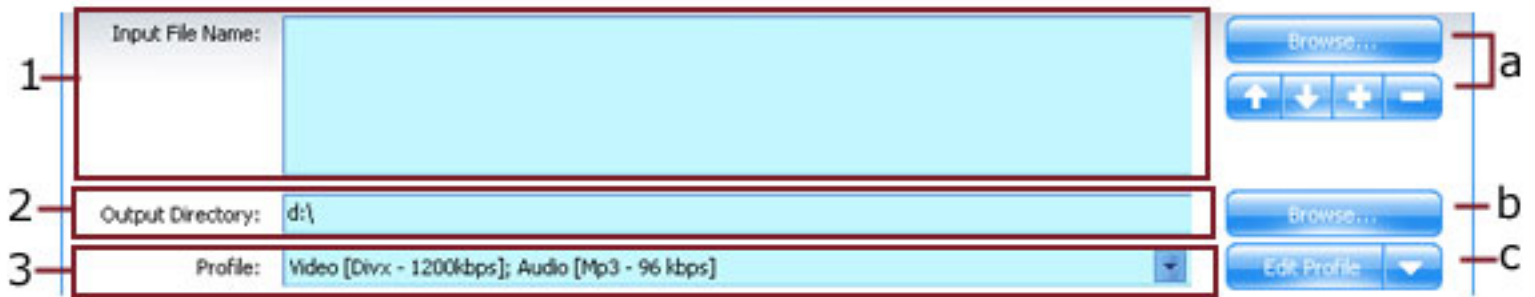 Input File Name:
Browse...
a
1
2
Output Directory:
d:\
Browse...
b
3
Profile:
Video [Divx - 1200kbps]; Audio [Mp3 - 96 kbps]
Edit Profile
c